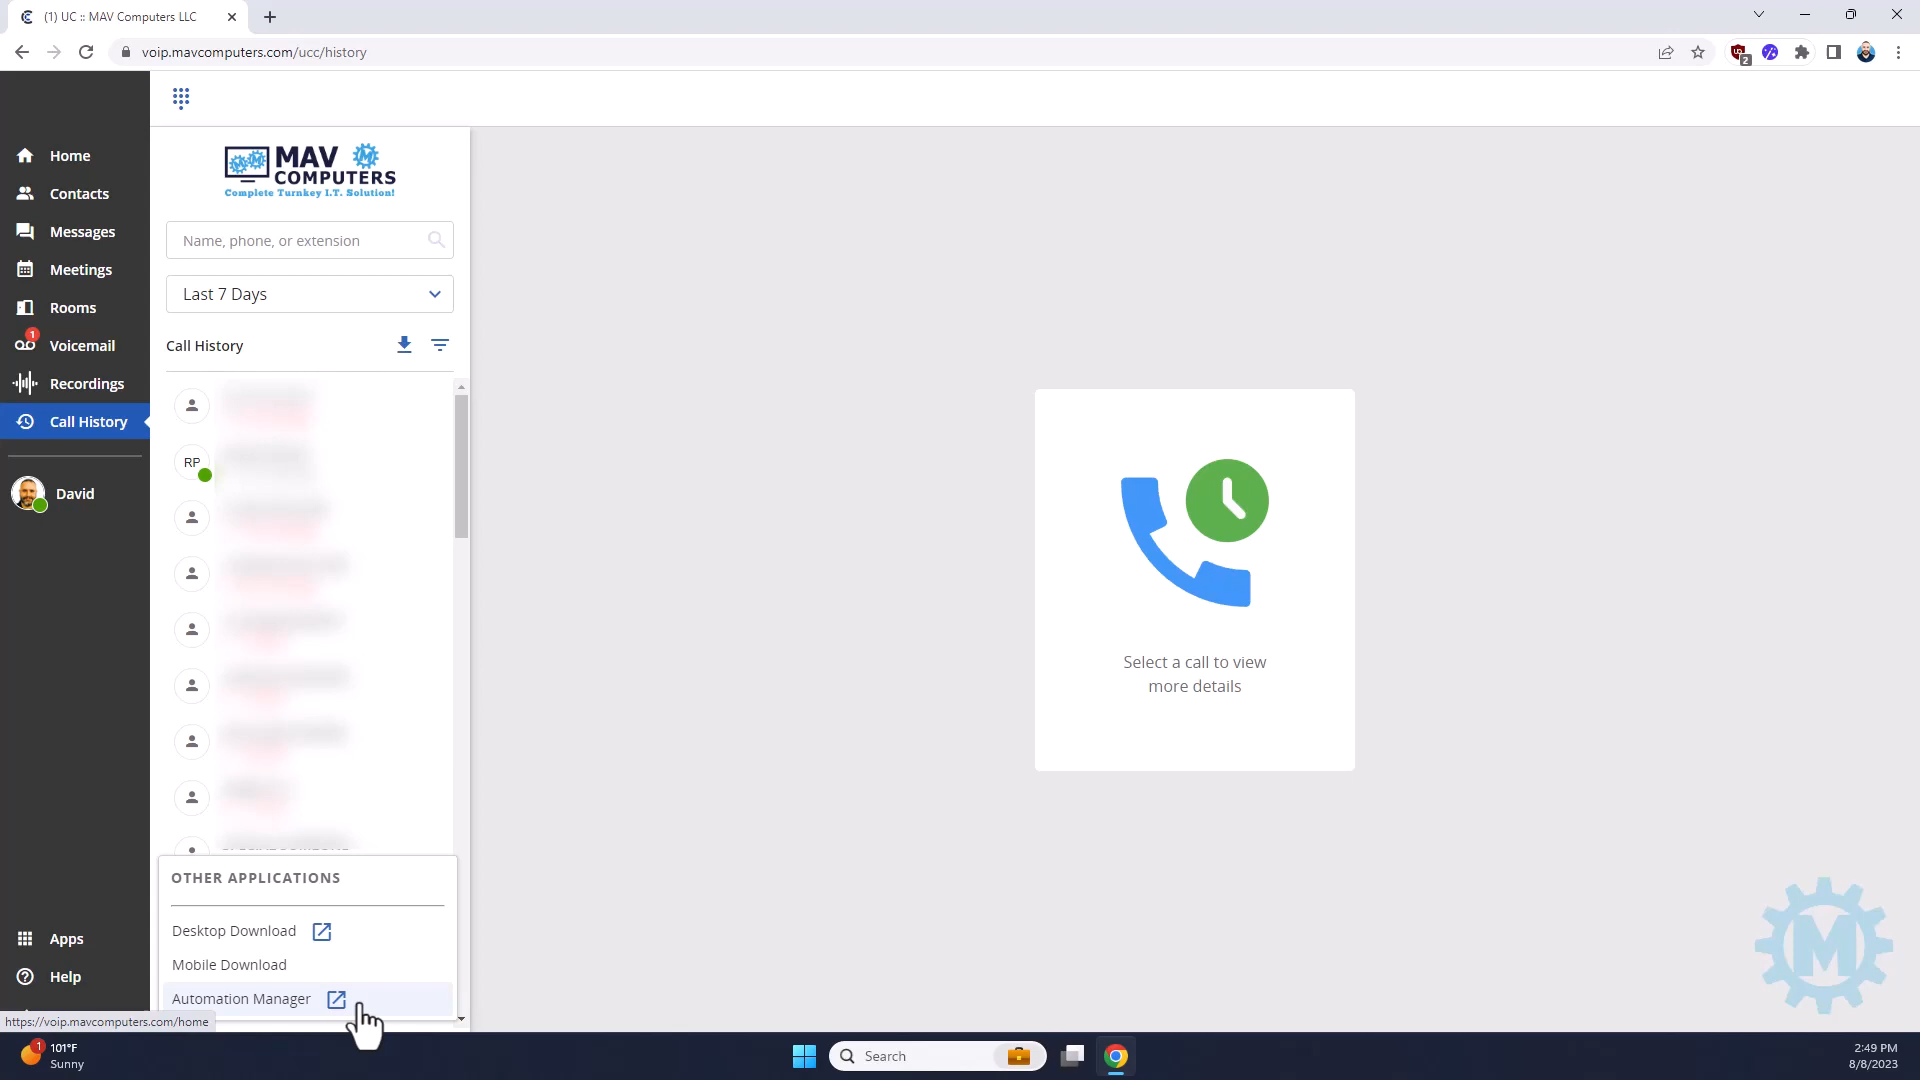 (1) UC :: MAV Computers LLC
voip.mavcomputers.com/ucc/history
2
MAV
COMPUTERS
Complete Turnkey I.T. Solution!
Home
Contacts
Messages
Meetings
Rooms
1
Voicemail
Recordings
Call History
David
Name, phone, or extension
Last 7 Days
Call History
RP
Select a call to view
more details
OTHER APPLICATIONS
Desktop Download
Mobile Download
Automation Manager
Apps
Help
https://voip.mavcomputers.com/home
M
1
101°F
Sunny
Search
2:49 PM
8/8/2023